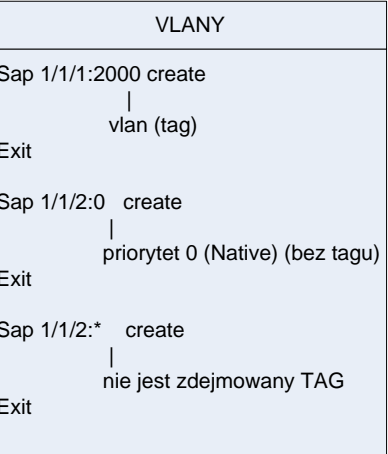 VLANY
Sap 1/1/1:2000 create
|
vlan (tag)
Exit
Sap 1/1/2:0 create
|
priorytet 0 (Native) (bez tagu)
Exit
Sap 1/1/2:* create
|
nie jest zdejmowany TAG
Exit